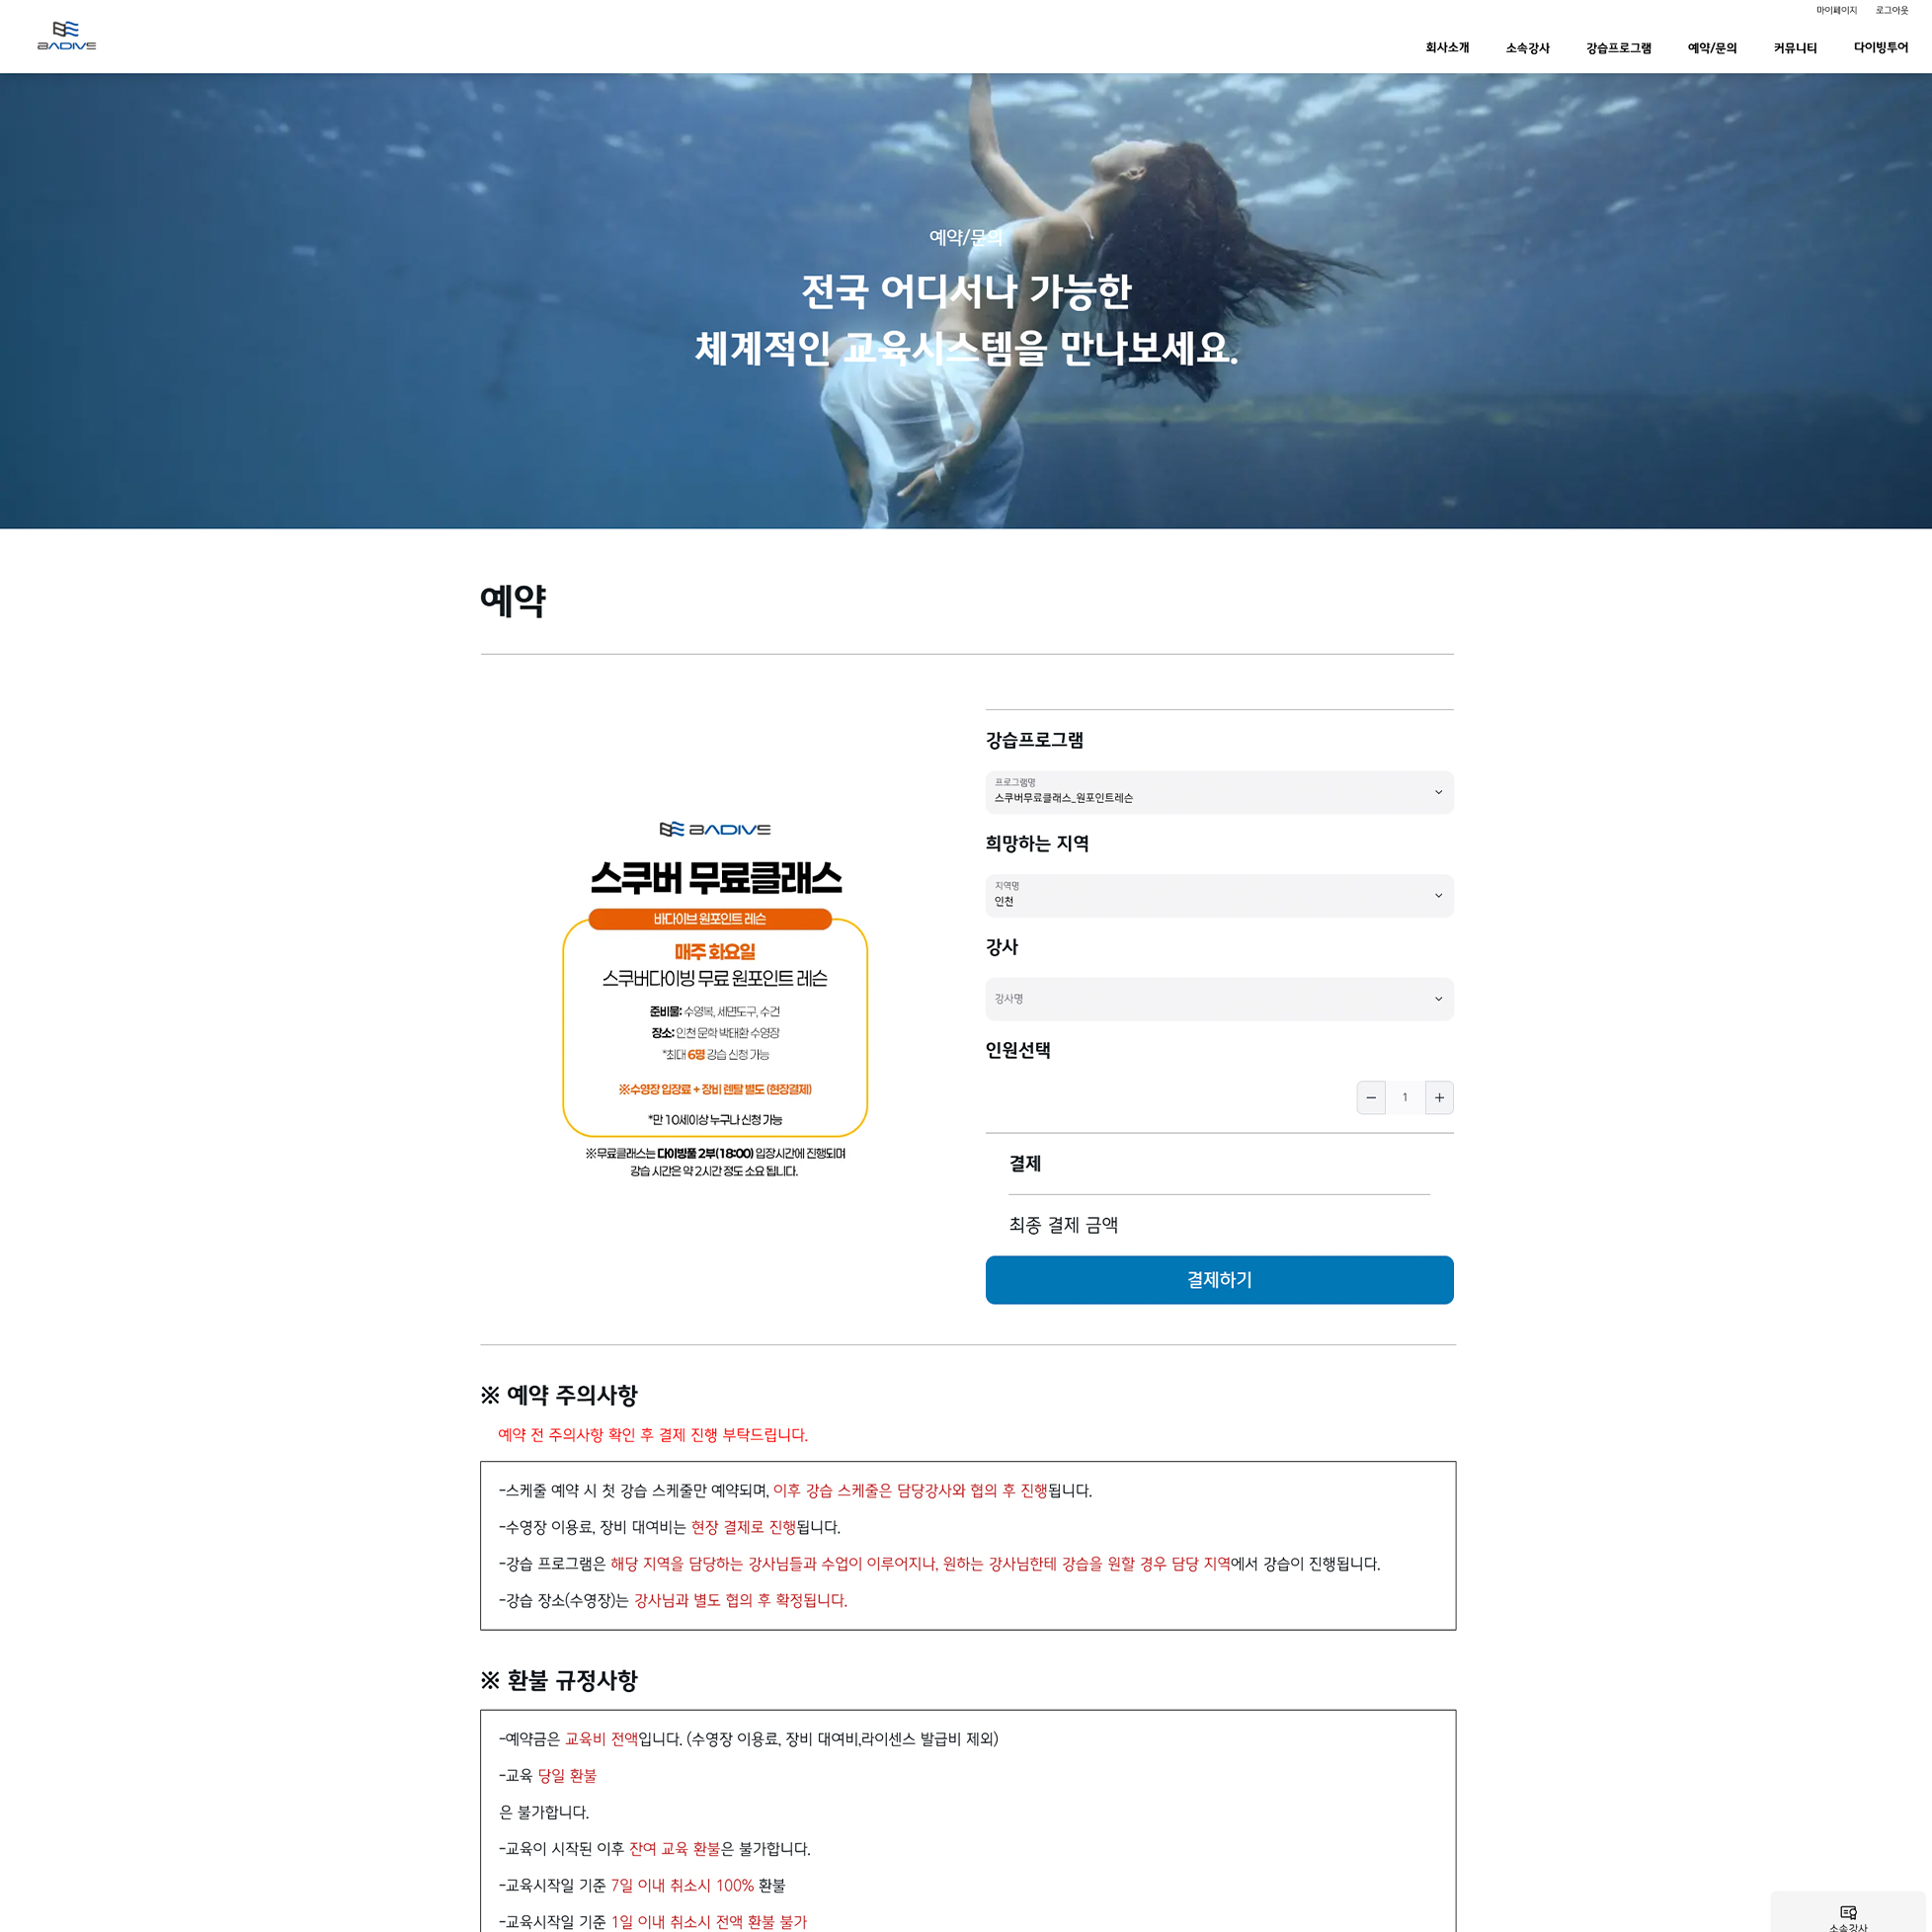 마이페이지 로그아웃
BADIVE
회사소개 소속강사 강습프로그램 예약/문의 커뮤니티 다이빙투어
예약/문의
전국 어디서나 가능한
체계적인 교육시스템을 만나보세요.
예약
강습프로그램
프로그램명
스쿠버무료클래스_원포인트레슨
희망하는 지역
지역명
인천
강사
강사명
인원선택
1
결제
최종 결제 금액
결제하기
BADIVE
스쿠버 무료클래스
바다이브 원포인트 레슨
매주 화요일
스쿠버다이빙 무료 원포인트 레슨
준비물: 수영복, 세면도구, 수건
장소: 인천 문학 박태환 수영장
*최대 6명 강습 신청 가능
※수영장 입장료 + 장비 렌탈 별도 (현장결제)
*만 10세이상 누구나 신청 가능
※무료클래스는 다이빙풀 2부(18:00) 입장시간에 진행되며
강습 시간은 약 2시간 정도 소요 됩니다.
※ 예약 주의사항
예약 전 주의사항 확인 후 결제 진행 부탁드립니다.
-스케줄 예약 시 첫 강습 스케줄만 예약되며, 이후 강습 스케줄은 담당강사와 협의 후 진행됩니다.
-수영장 이용료, 장비 대여비는 현장 결제로 진행됩니다.
-강습 프로그램은 해당 지역을 담당하는 강사님들과 수업이 이루어지나, 원하는 강사님한테 강습을 원할 경우 담당 지역에서 강습이 진행됩니다.
-강습 장소(수영장)는 강사님과 별도 협의 후 확정됩니다.
※ 환불 규정사항
-예약금은 교육비 전액입니다. (수영장 이용료, 장비 대여비,라이센스 발급비 제외)
-교육 당일 환불
은 불가합니다.
-교육이 시작된 이후 잔여 교육 환불은 불가합니다.
-교육시작일 기준 7일 이내 취소시 100% 환불
-교육시작일 기준 1일 이내 취소시 전액 환불 불가
소속강사